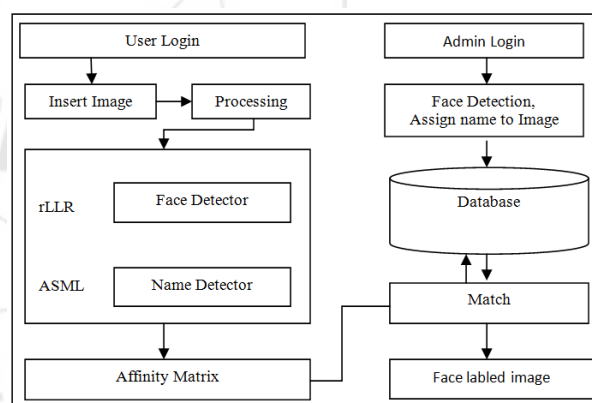 User Login
Insert Image
Processing
rLLR
Face Detector
ASML
Name Detector
Affinity Matrix
Admin Login
Face Detection,
Assign name to Image
Database
Match
Face labled image